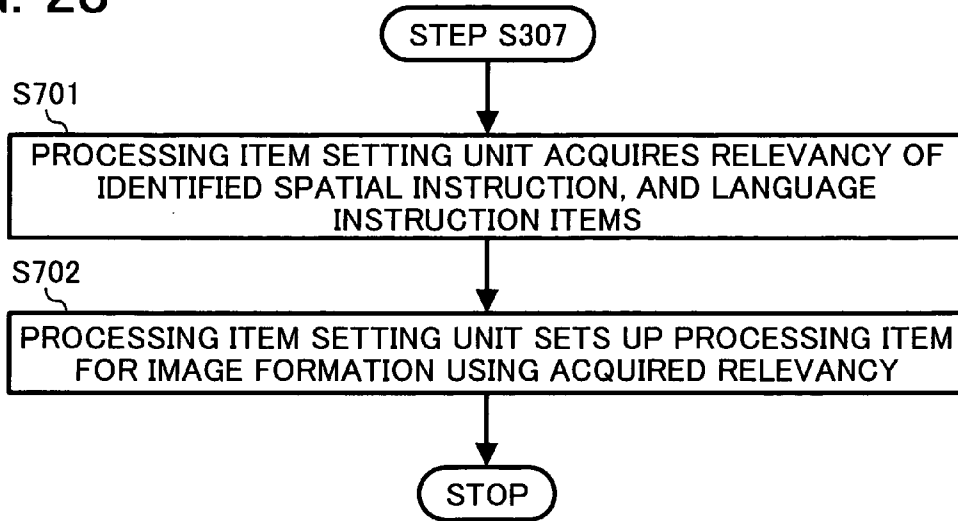 STEP S307
S701
PROCESSING ITEM SETTING UNIT ACQUIRES RELEVANCY OF
IDENTIFIED SPATIAL INSTRUCTION, AND LANGUAGE
INSTRUCTION ITEMS
S702
PROCESSING ITEM SETTING UNIT SETS UP PROCESSING ITEM
FOR IMAGE FORMATION USING ACQUIRED RELEVANCY
STOP